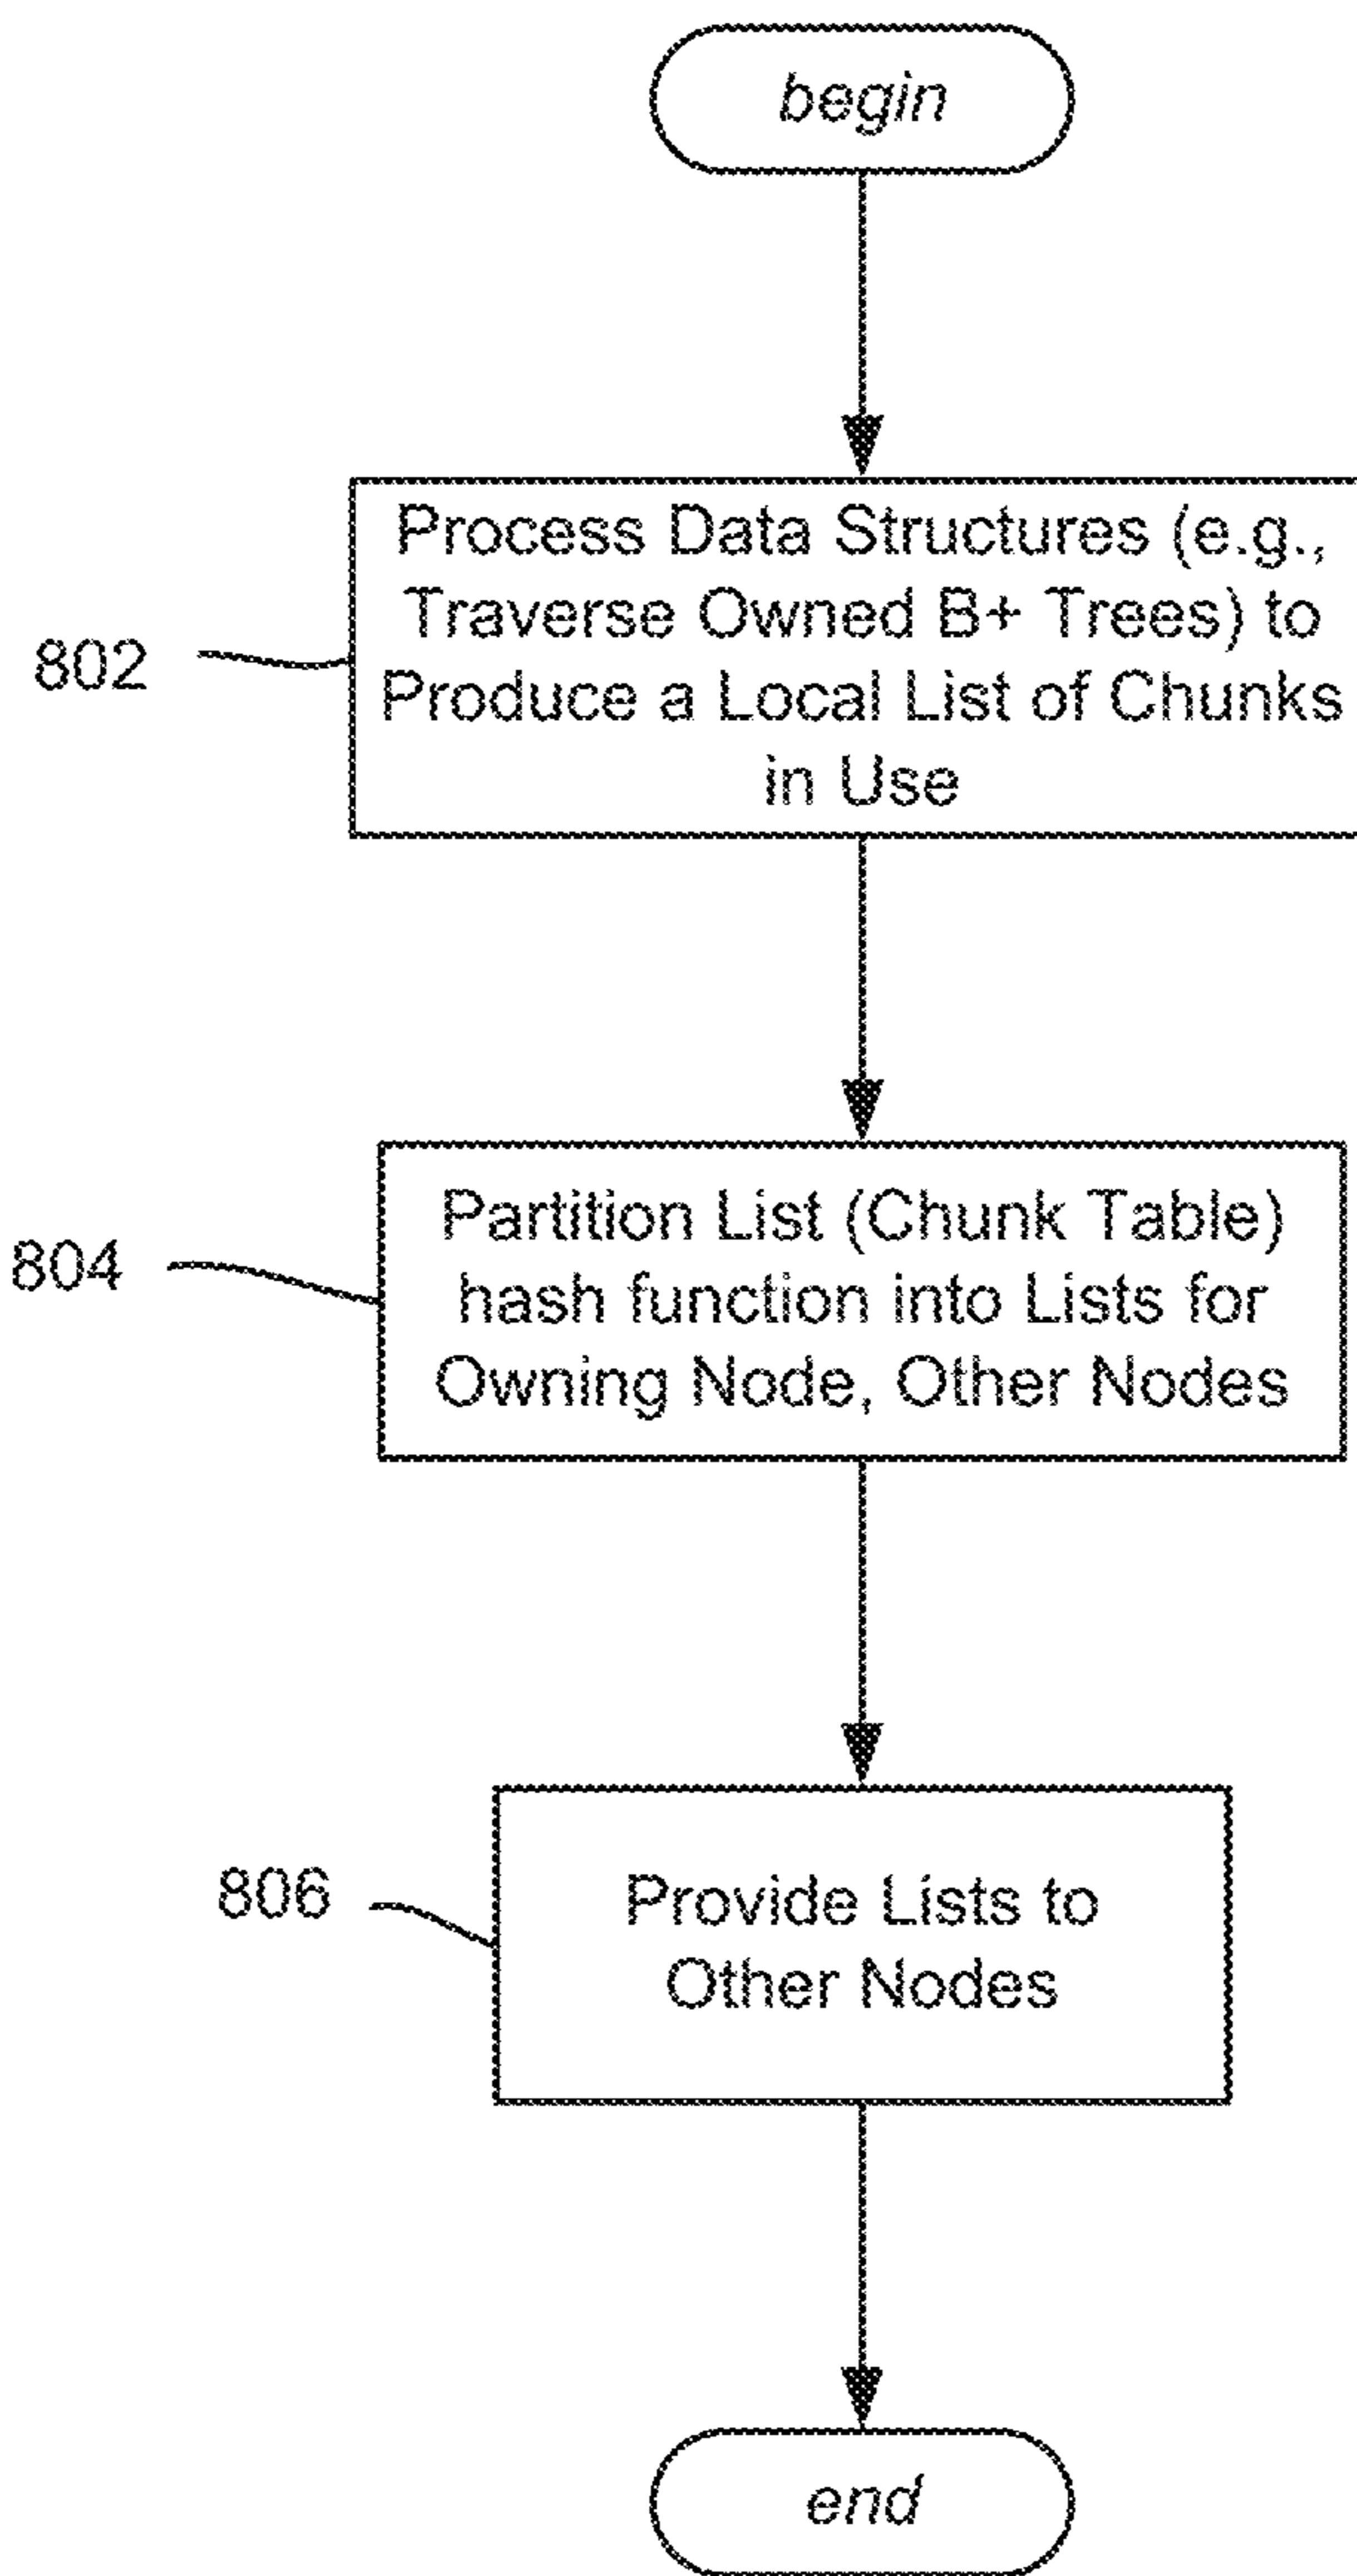 begin
802
Process Data Structures (e.g.,
Traverse Owned B+ Trees) to
Produce a Local List of Chunks
in Use
804
Partition List (Chunk Table)
hash function into Lists for
Owning Node, Other Nodes
806
Provide Lists to
Other Nodes
end